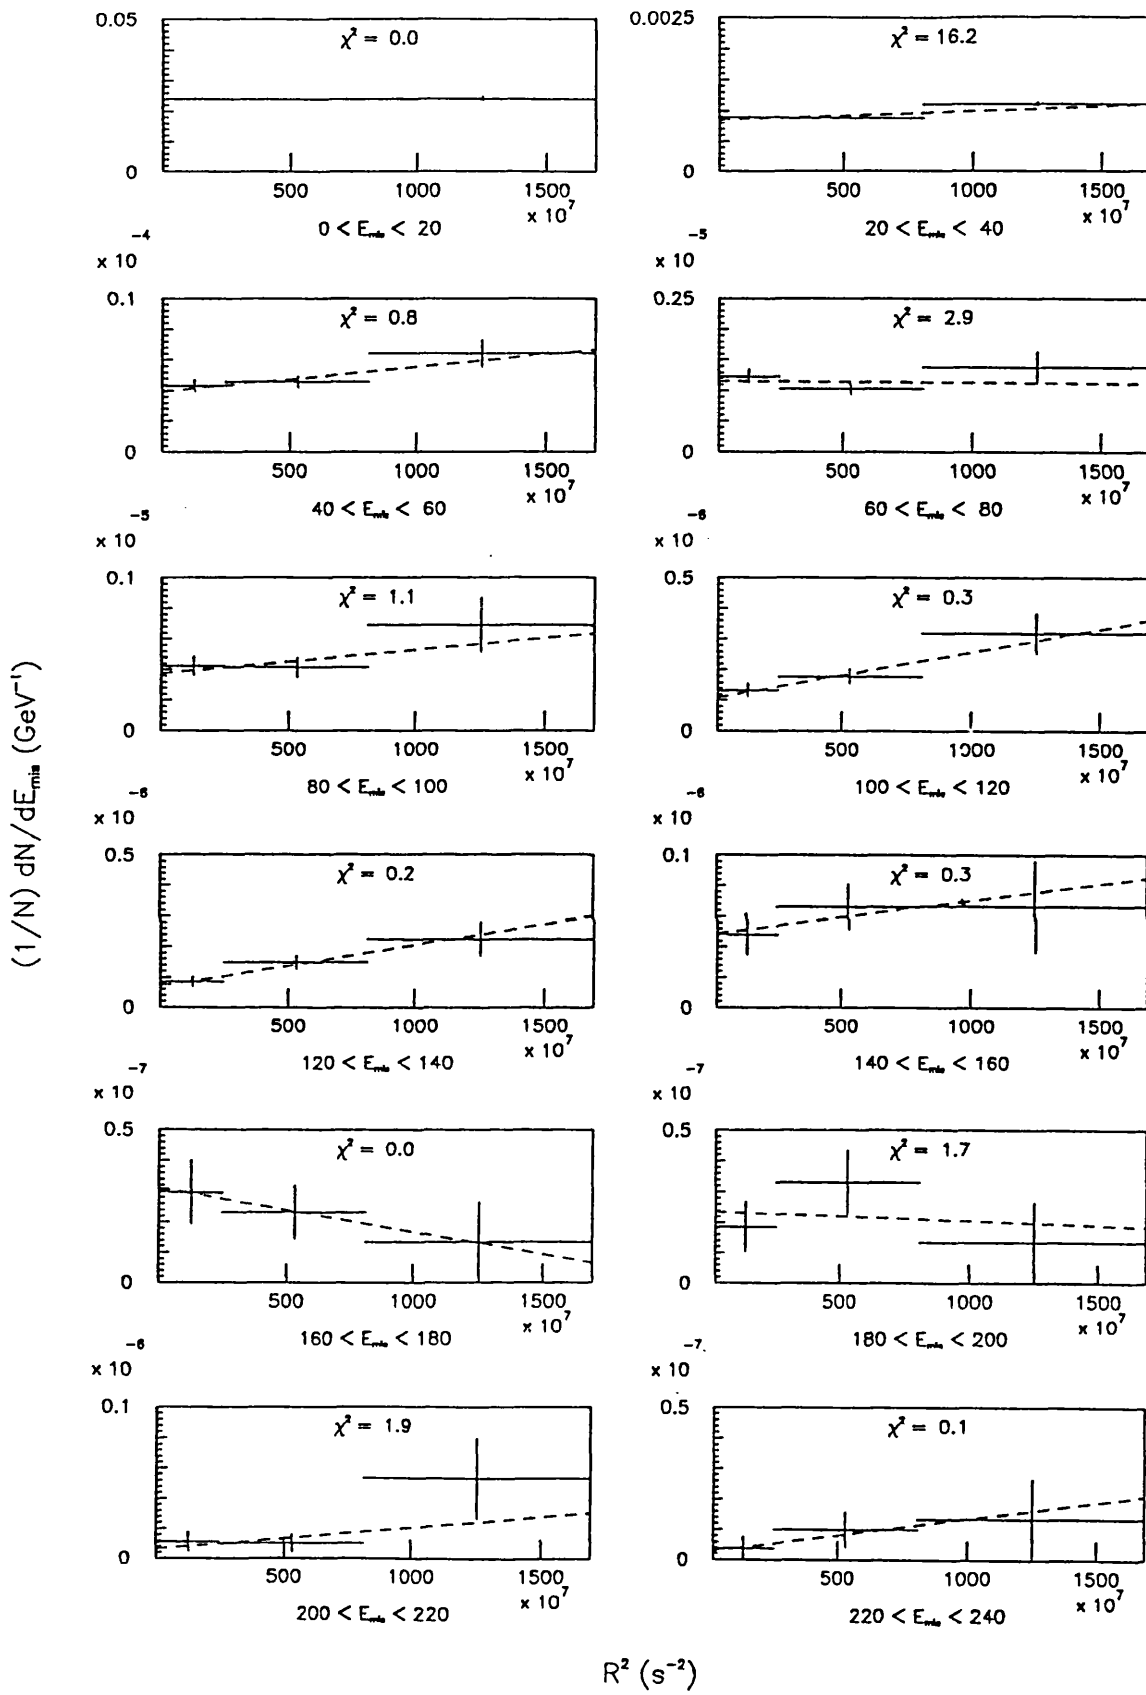 0.05
χ² = 0.0
0
500 1000 1500
x 10⁷
0 < E_mis < 20
0.0025
χ² = 16.2
0
500 1000 1500
x 10⁷
20 < E_mis < 40
x 10⁻⁴
0.1
χ² = 0.8
0
500 1000 1500
x 10⁷
40 < E_mis < 60
x 10⁻⁵
0.25
χ² = 2.9
0
500 1000 1500
x 10⁷
60 < E_mis < 80
x 10⁻⁵
0.1
χ² = 1.1
0
500 1000 1500
x 10⁷
80 < E_mis < 100
x 10⁻⁶
0.5
χ² = 0.3
0
500 1000 1500
x 10⁷
100 < E_mis < 120
x 10⁻⁶
0.5
χ² = 0.2
0
500 1000 1500
x 10⁷
120 < E_mis < 140
x 10⁻⁶
0.1
χ² = 0.3
0
500 1000 1500
x 10⁷
140 < E_mis < 160
x 10⁻⁷
0.5
χ² = 0.0
0
500 1000 1500
x 10⁷
160 < E_mis < 180
x 10⁻⁷
0.5
χ² = 1.7
0
500 1000 1500
x 10⁷
180 < E_mis < 200
x 10⁻⁶
0.1
χ² = 1.9
0
500 1000 1500
x 10⁷
200 < E_mis < 220
x 10⁻⁷
0.5
χ² = 0.1
0
500 1000 1500
x 10⁷
220 < E_mis < 240
(1/N) dN/dE_mis (GeV⁻¹)
R² (s⁻²)